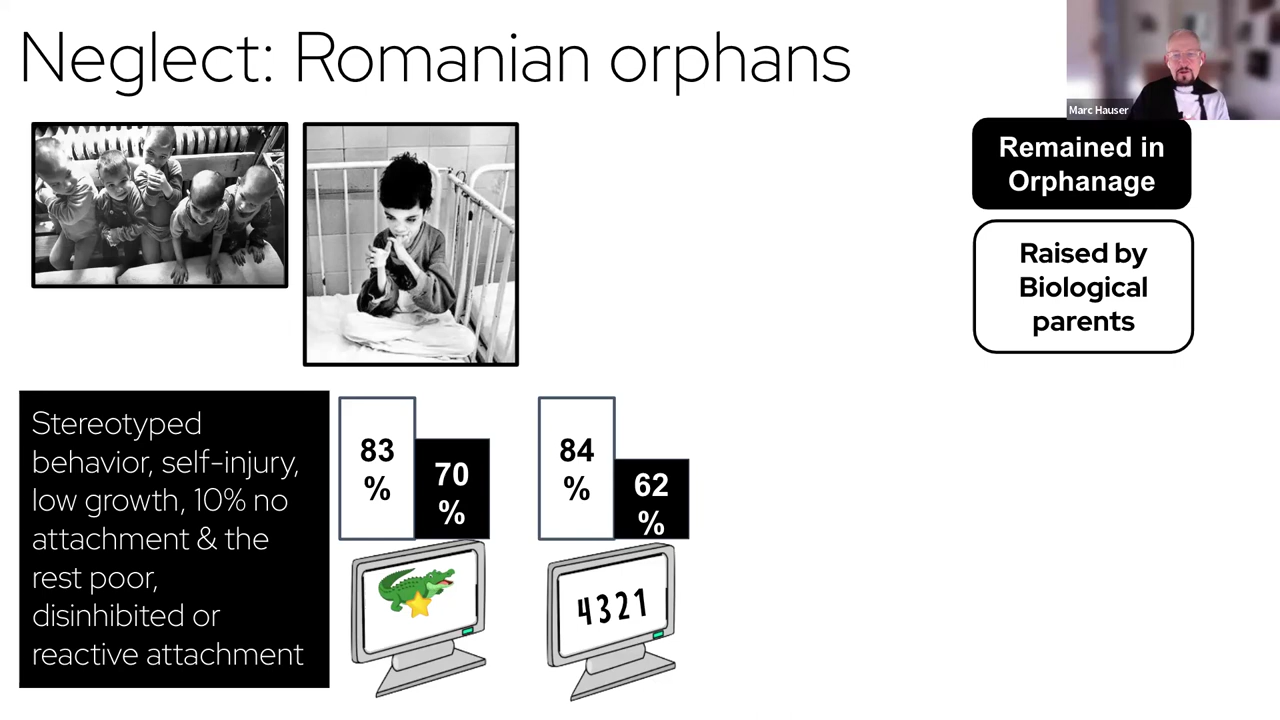 Neglect: Romanian orphans
Marc Hauser
Remained in
Orphanage
Raised by
Biological
parents
Stereotyped
behavior, self-injury,
low growth, 10% no
attachment & the
rest poor,
disinhibited or
reactive attachment
83
%
70
%
84
%
62
%
4321